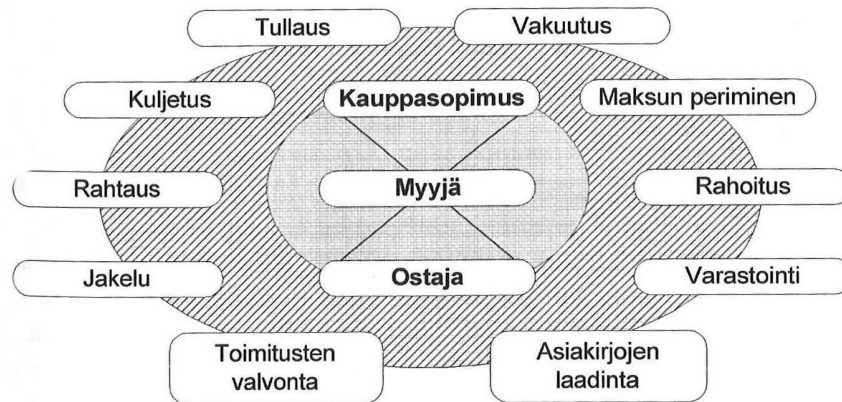 Tullaus
Vakuutus
Kuljetus
Kauppasopimus
Maksun periminen
Rahtaus
Myyjä
Rahoitus
Jakelu
Ostaja
Varastointi
Toimitusten
valvonta
Asiakirjojen
laadinta